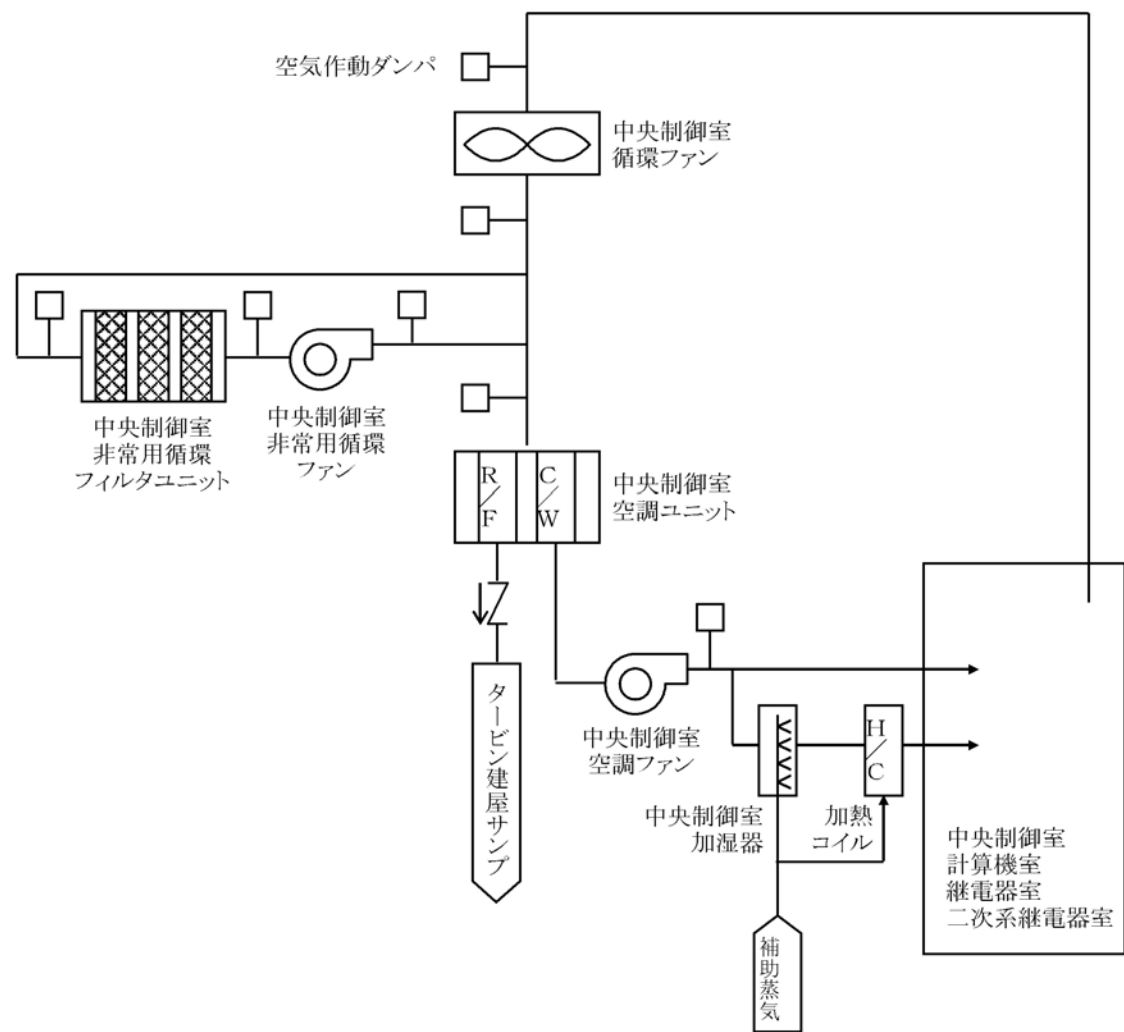 空気作動ダンパ
中央制御室
循環ファン
中央制御室
非常用循環
フィルタユニット
中央制御室
非常用循環
ファン
R/F
C/W
中央制御室
空調ユニット
タービン建屋サンプ
中央制御室
空調ファン
中央制御室
加湿器
H/C
加熱
コイル
補助蒸気
中央制御室
計算機室
継電器室
二次系継電器室